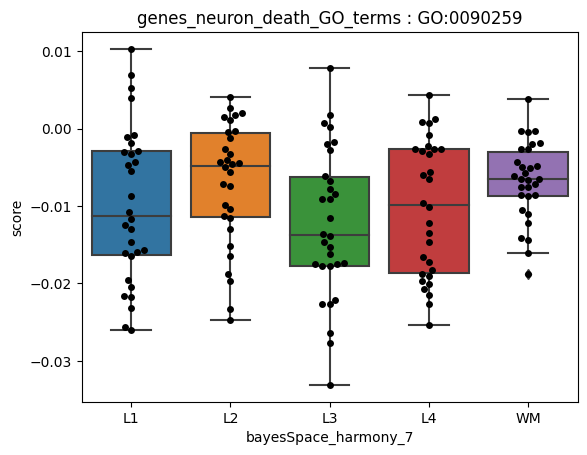 genes_neuron_death_GO_terms : GO:0090259
0.01
0.00
−0.01
−0.02
−0.03
score
L1 L2 L3 L4 WM
bayesSpace_harmony_7